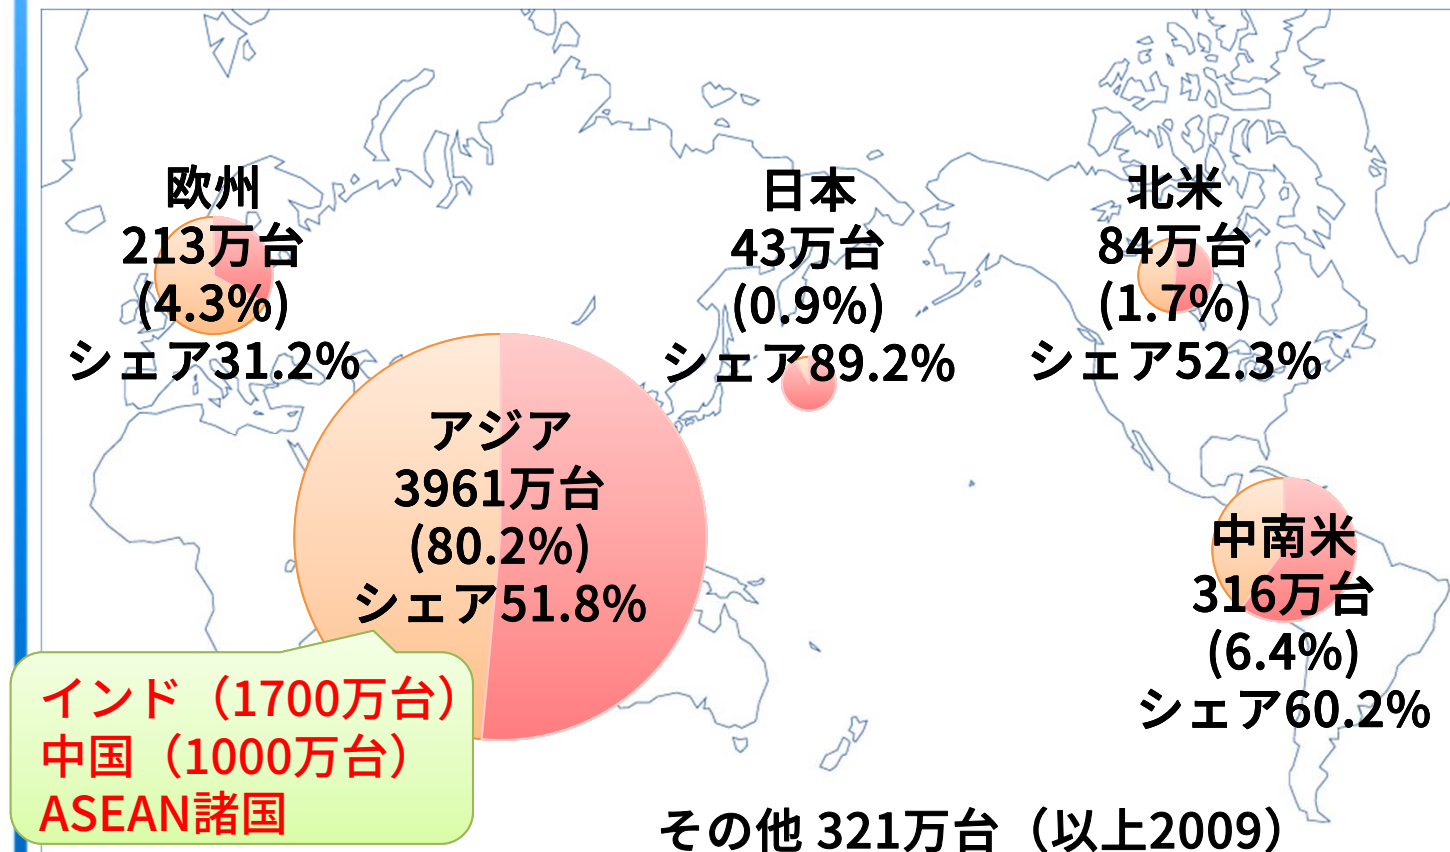 欧州
213万台
(4.3%)
シェア31.2%
日本
43万台
(0.9%)
シェア89.2%
北米
84万台
(1.7%)
シェア52.3%
アジア
3961万台
(80.2%)
シェア51.8%
中南米
316万台
(6.4%)
シェア60.2%
インド（1700万台）
中国（1000万台）
ASEAN諸国
その他 321万台（以上2009）